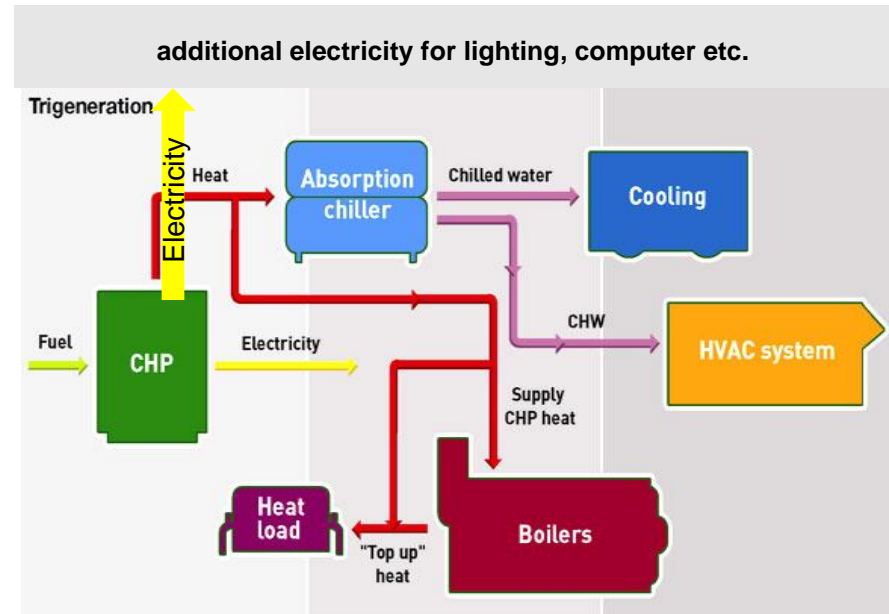 additional electricity for lighting, computer etc.
Trigeneration
Electricity
Heat
Absorption
chiller
Chilled water
Cooling
Fuel
CHP
Electricity
CHW
HVAC system
Supply
CHP heat
Heat
load
"Top up"
heat
Boilers